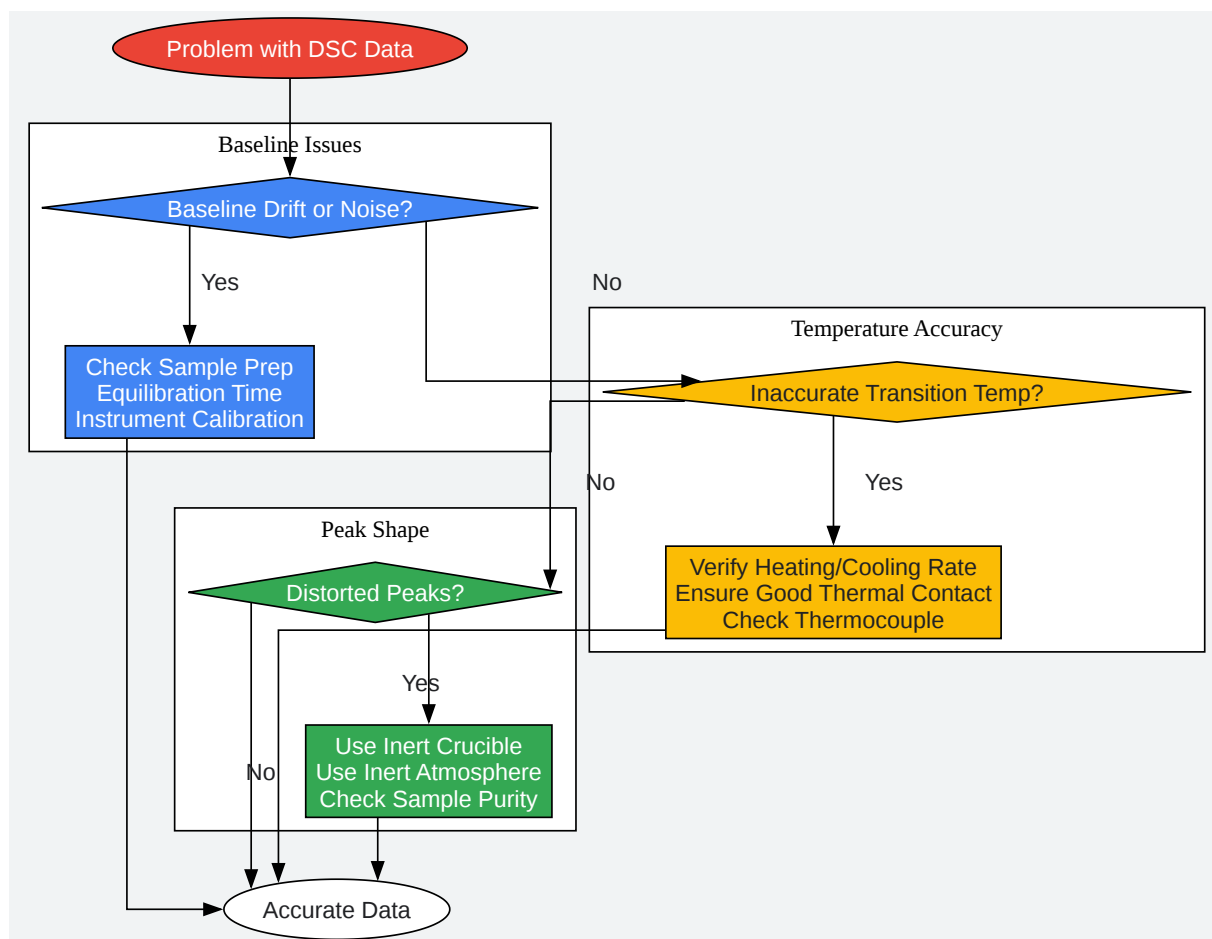 Problem with DSC Data
Baseline Issues
Baseline Drift or Noise?
Yes
No
Check Sample Prep
Equilibration Time
Instrument Calibration
Temperature Accuracy
Inaccurate Transition Temp?
No
Yes
Verify Heating/Cooling Rate
Ensure Good Thermal Contact
Check Thermocouple
Peak Shape
Distorted Peaks?
Yes
No
Use Inert Crucible
Use Inert Atmosphere
Check Sample Purity
Accurate Data